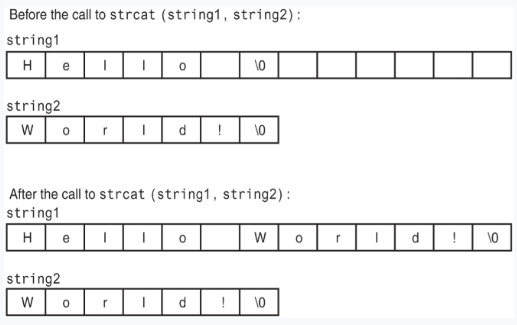 Before the call to strcat (string1, string2):
string1
H e l l o \0
string2
W o r l d ! \0
After the call to strcat (string1, string2):
string1
H e l l o W o r l d ! \0
string2
W o r l d ! \0